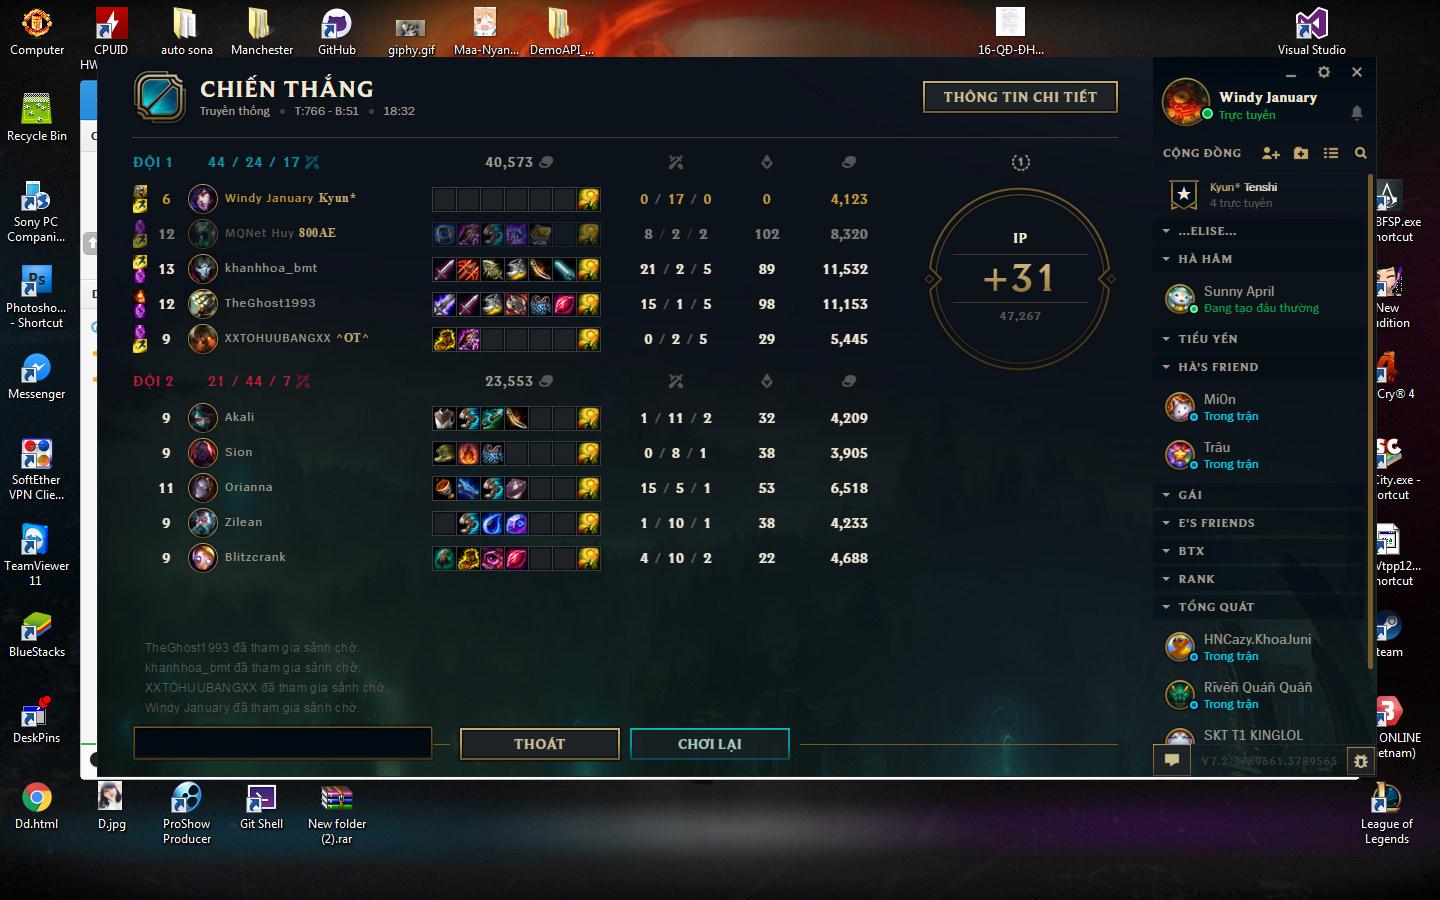 Computer
CPUID
HW
auto sona
Manchester
GitHub
giphy.gif
Maa-Nyan...
DemoAPI_...
16-QĐ-ĐH...
Visual Studio
Recycle Bin
Sony PC
Compani...
Photosho...
- Shortcut
Messenger
SoftEther
VPN Clie...
TeamViewer
11
BlueStacks
DeskPins
CHIẾN THẮNG
Truyền thống • T:766 - B:51 • 18:32
THÔNG TIN CHI TIẾT
ĐỘI 1 44 / 24 / 17 40,573
6 Windy January Kyun* 0 / 17 / 0 0 4,123
12 MQNet Huy 800AE 8 / 2 / 2 102 8,320
13 khanhhoa_bmt 21 / 2 / 5 89 11,532
12 TheGhost1993 15 / 1 / 5 98 11,153
9 XXTOHUUBANGXX ^OT^ 0 / 2 / 5 29 5,445
IP
+31
47,267
ĐỘI 2 21 / 44 / 7 23,553
9 Akali 1 / 11 / 2 32 4,209
9 Sion 0 / 8 / 1 38 3,905
11 Orianna 15 / 5 / 1 53 6,518
9 Zilean 1 / 10 / 1 38 4,233
9 Blitzcrank 4 / 10 / 2 22 4,688
TheGhost1993 đã tham gia sảnh chờ.
khanhhoa_bmt đã tham gia sảnh chờ.
XXTOHUUBANGXX đã tham gia sảnh chờ.
Windy January đã tham gia sảnh chờ.
THOÁT
CHƠI LẠI
Windy January
Trực tuyến
CỘNG ĐỒNG
Kyun* Tenshi
4 trực tuyến
...ELISE...
HÀ HÂM
Sunny April
Đang tạo đấu thường
TIỂU YẾN
HÀ'S FRIEND
Mi0n
Trong trận
Trâu
Trong trận
GÁI
E'S FRIENDS
BTX
RANK
TỔNG QUÁT
HNCazy.KhoaJuni
Trong trận
Rīvëñ Quáñ Quâñ
Trong trận
SKT T1 KINGLOL
V7.2.3789661.3789565
BFSP.exe
hortcut
New
udition
Cry® 4
City.exe -
ortcut
Vtpp12...
hortcut
team
ONLINE
etnam)
Dd.html
D.jpg
ProShow
Producer
Git Shell
New folder
(2).rar
League of
Legends